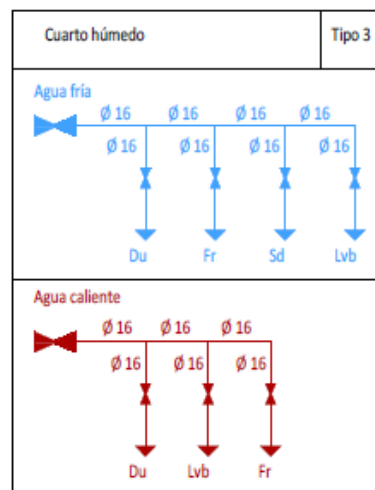 Cuarto húmedo Tipo 3
Agua fría
Ø 16 Ø 16 Ø 16 Ø 16
Ø 16 Ø 16 Ø 16 Ø 16
Du Fr Sd Lvb
Agua caliente
Ø 16 Ø 16 Ø 16
Ø 16 Ø 16 Ø 16
Du Lvb Fr